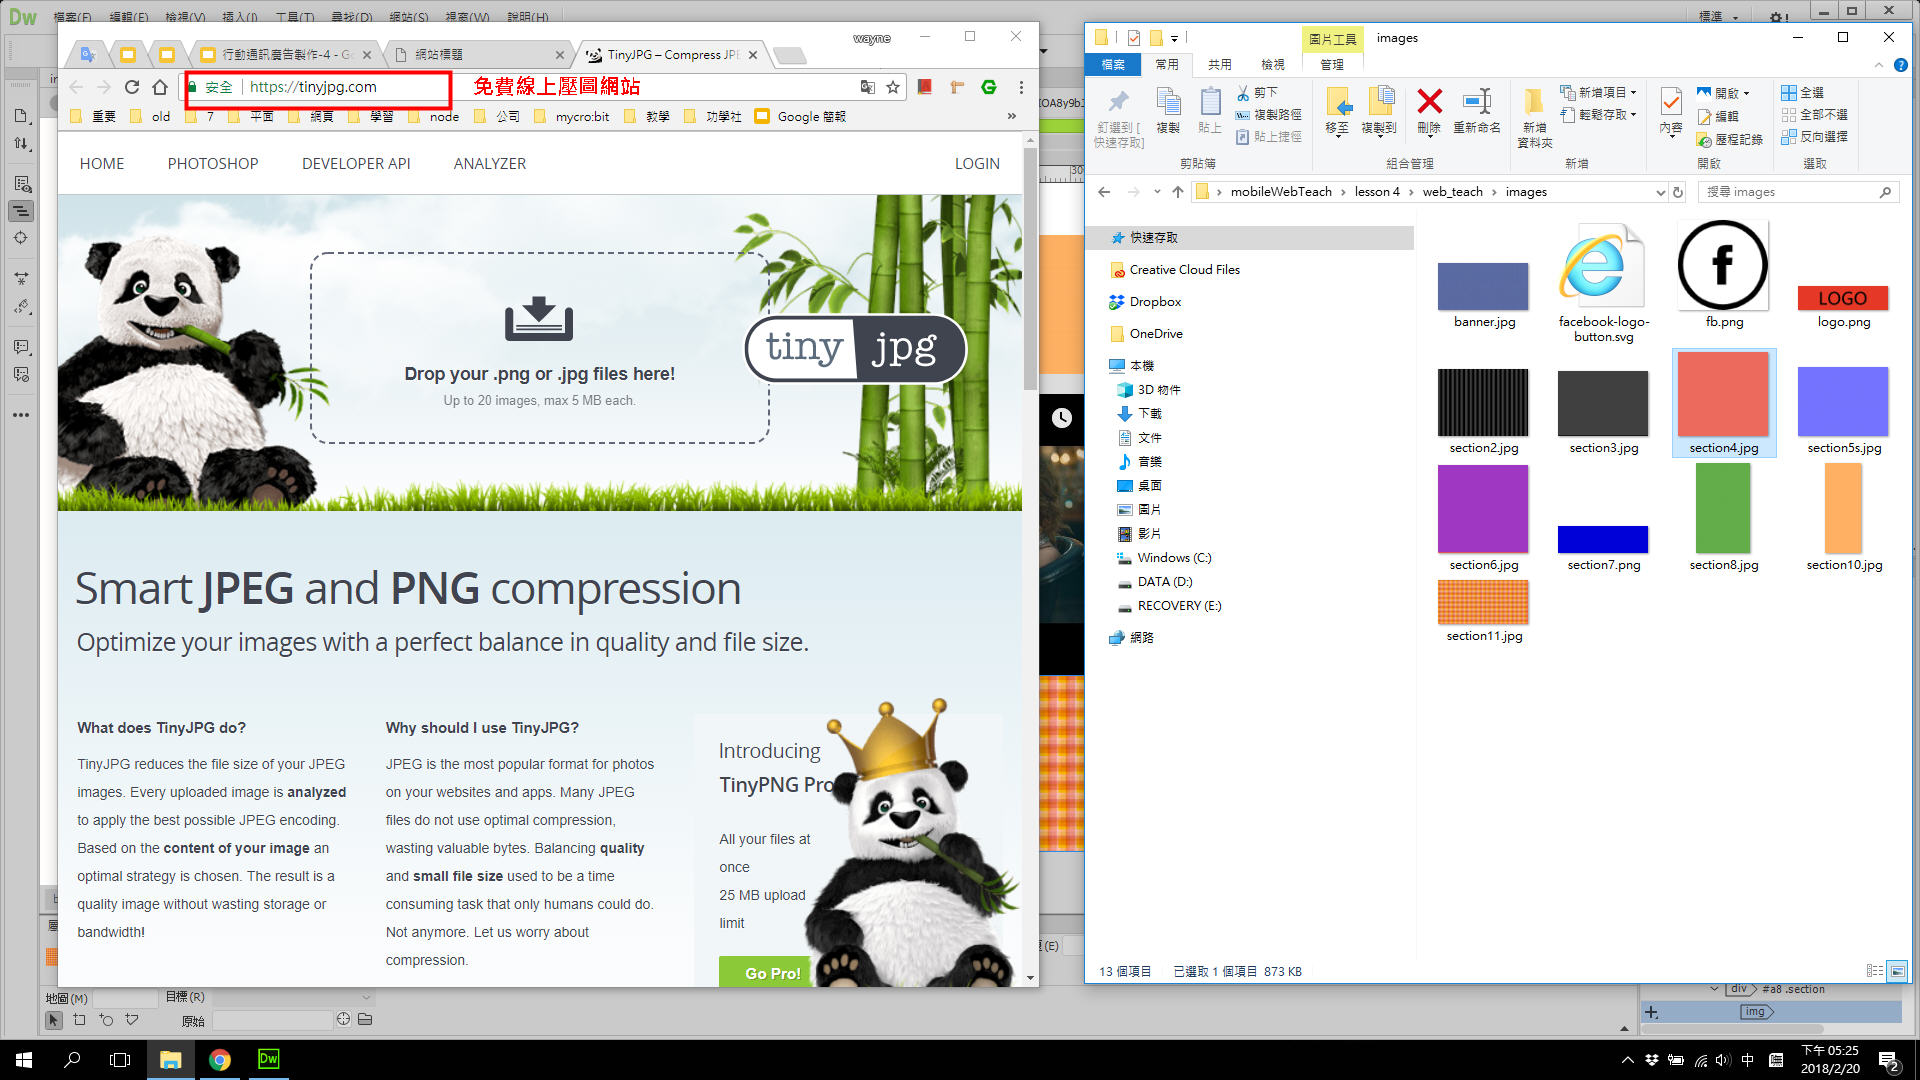 Dw 檔案(F) 編輯(E) 檢視(V) 插入(I) 工具(T) 尋找(D) 網站(S) 視窗(W) 說明(H) 標準
wayne
行動通訊廣告製作-4 - Go
網站標題
TinyJPG – Compress JPE
安全 https://tinyjpg.com
免費線上壓圖網站
重要 old 7 平面 網頁 學習 node 公司 mycro:bit 教學 功學社 Google 簡報 »
HOME PHOTOSHOP DEVELOPER API ANALYZER LOGIN
Drop your .png or .jpg files here!
Up to 20 images, max 5 MB each.
tiny jpg
Smart JPEG and PNG compression
Optimize your images with a perfect balance in quality and file size.
What does TinyJPG do?
TinyJPG reduces the file size of your JPEG
images. Every uploaded image is analyzed
to apply the best possible JPEG encoding.
Based on the content of your image an
optimal strategy is chosen. The result is a
quality image without wasting storage or
bandwidth!
Why should I use TinyJPG?
JPEG is the most popular format for photos
on your websites and apps. Many JPEG
files do not use optimal compression,
wasting valuable bytes. Balancing quality
and small file size used to be a time
consuming task that only humans could do.
Not anymore. Let us worry about
compression.
Introducing
TinyPNG Pro
All your files at
once
25 MB upload
limit
Go Pro!
圖片工具 images
檔案 常用 共用 檢視 管理
釘選到 [
快速存取]
複製
貼上
剪下
複製路徑
貼上捷徑
剪貼簿
移至
複製到
刪除
重新命名
組合管理
新增
資料夾
新增項目
輕鬆存取
新增
內容
開啟
編輯
歷程記錄
開啟
全選
全部不選
反向選擇
選取
mobileWebTeach › lesson 4 › web_teach › images
搜尋 images
快速存取
Creative Cloud Files
Dropbox
OneDrive
本機
3D 物件
下載
文件
音樂
桌面
圖片
影片
Windows (C:)
DATA (D:)
RECOVERY (E:)
網路
LOGO
banner.jpg
facebook-logo-
button.svg
fb.png
logo.png
section2.jpg
section3.jpg
section4.jpg
section5s.jpg
section6.jpg
section7.png
section8.jpg
section10.jpg
section11.jpg
13 個項目 已選取 1 個項目 873 KB
地圖(M)
目標(R)
原始
(E)
div #a8 .section
img
Dw
中
下午 05:25
2018/2/20
2